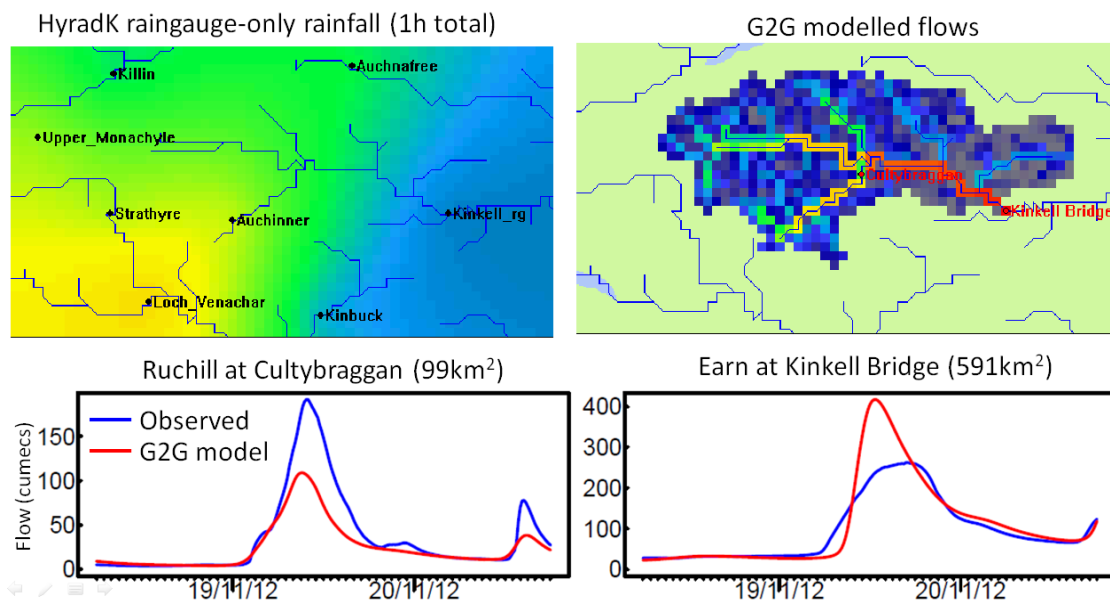 HyradK raingauge-only rainfall (1h total)
G2G modelled flows
Killin
Auchnafree
Upper_Monachyle
Strathyre
Auchinner
Kinkell_rg
Loch_Venachar
Kinbuck
Cultybraggan
Kinkell Bridge
Ruchill at Cultybraggan (99km²)
Earn at Kinkell Bridge (591km²)
Flow (cumecs)
150
100
50
0
Observed
G2G model
19/11/12
20/11/12
400
300
200
100
0
19/11/12
20/11/12